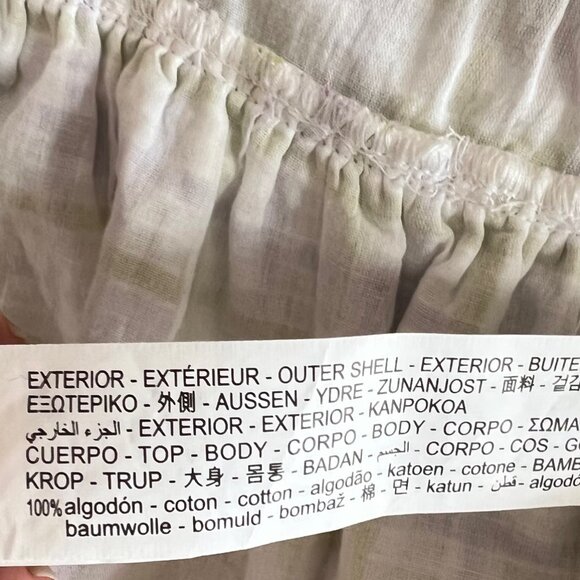 EXTERIOR - EXTÉRIEUR - OUTER SHELL - EXTERIOR - BUITE
ΕΞΩΤΕΡΙΚΟ - 外側 - AUSSEN - YDRE - ZUNANJOST - 面料 - 겉감
الجزء الخارجي - EXTERIOR - EXTERIOR - KANPOKOA
CUERPO - TOP - BODY - CORPO - BODY - CORPO - ΣΩΜΑ
KROP - TRUP - 大身 - 몸통 - BADAN - الجسم - CORPO - COS - G
100% algodón - coton - cotton - algodão - katoen - cotone - BAMB
baumwolle - bomuld - bombaž - 棉 - 면 - katun - قطن - algodó